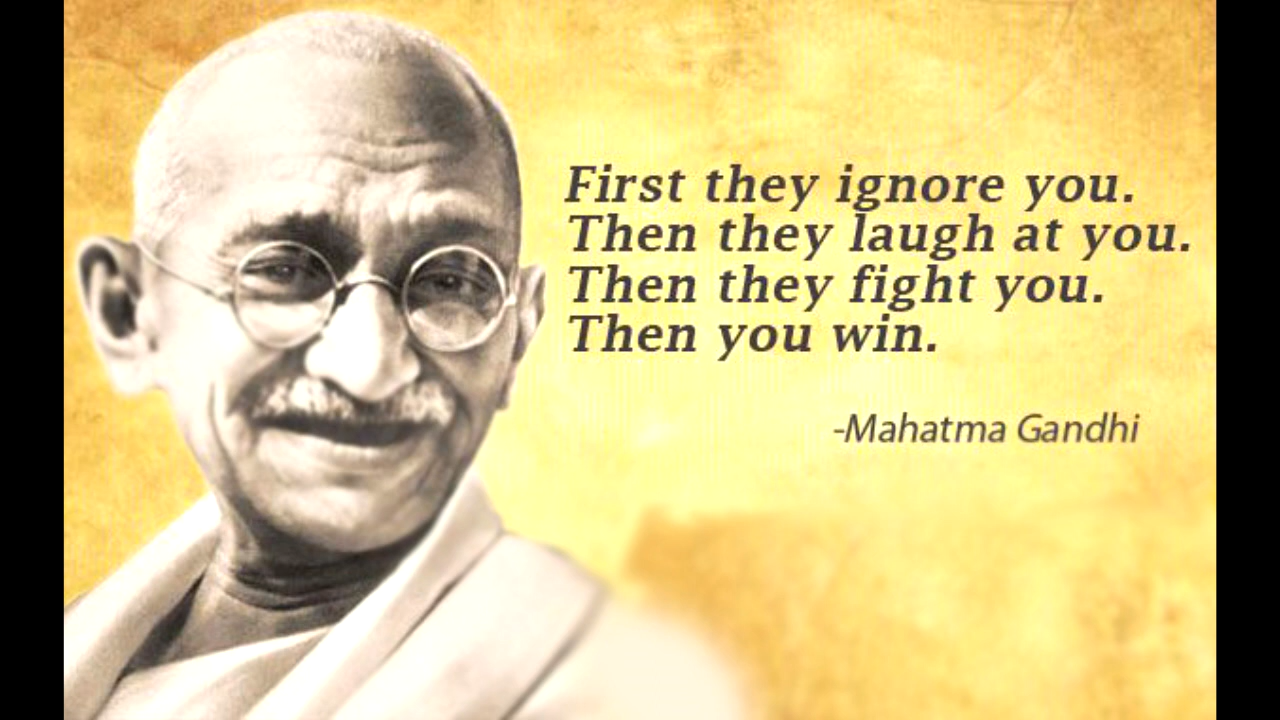 First they ignore you.
Then they laugh at you.
Then they fight you.
Then you win.
-Mahatma Gandhi